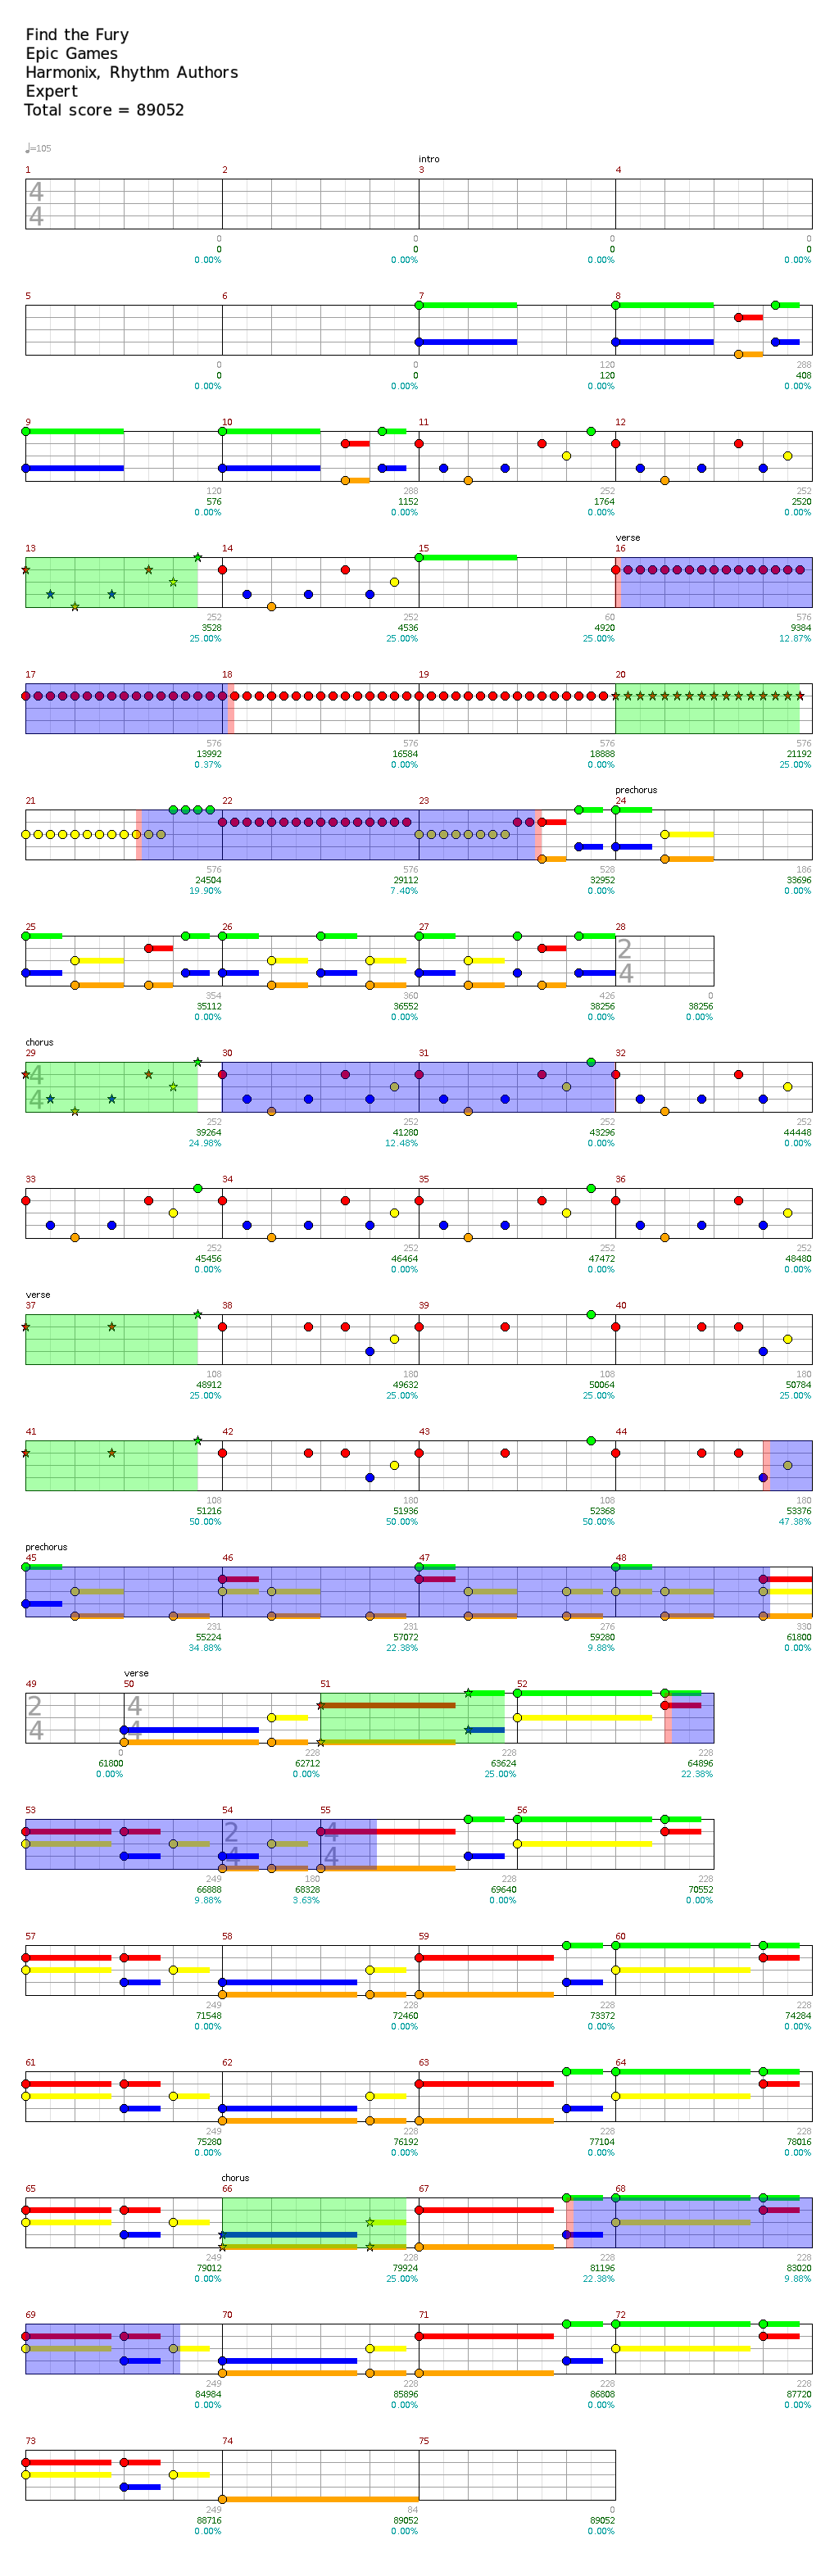 Find the Fury
Epic Games
Harmonix, Rhythm Authors
Expert
Total score = 89052
♩=105
intro
1 2 3 4
4
4
0 0 0 0
0 0 0 0
0.00% 0.00% 0.00% 0.00%
5 6 7 8
0 0 120 288
0 0 120 408
0.00% 0.00% 0.00% 0.00%
9 10 11 12
120 288 252 252
576 1152 1764 2520
0.00% 0.00% 0.00% 0.00%
verse
13 14 15 16
252 252 60 576
3528 4536 4920 9384
25.00% 25.00% 25.00% 12.87%
17 18 19 20
576 576 576 576
13992 16584 18888 21192
0.37% 0.00% 0.00% 25.00%
prechorus
21 22 23 24
576 576 528 186
24504 29112 32952 33696
19.90% 7.40% 0.00% 0.00%
25 26 27 28
2
4
354 360 426 0
35112 36552 38256 38256
0.00% 0.00% 0.00% 0.00%
chorus
29 30 31 32
4
4
252 252 252 252
39264 41280 43296 44448
24.98% 12.48% 0.00% 0.00%
33 34 35 36
252 252 252 252
45456 46464 47472 48480
0.00% 0.00% 0.00% 0.00%
verse
37 38 39 40
108 180 108 180
48912 49632 50064 50784
25.00% 25.00% 25.00% 25.00%
41 42 43 44
108 180 108 180
51216 51936 52368 53376
50.00% 50.00% 50.00% 47.38%
prechorus
45 46 47 48
231 231 276 330
55224 57072 59280 61800
34.88% 22.38% 9.88% 0.00%
verse
49 50 51 52
2 4
4 4
0 228 228 228
61800 62712 63624 64896
0.00% 0.00% 25.00% 22.38%
53 54 55 56
2 4
4 4
249 180 228 228
66888 68328 69640 70552
9.88% 3.63% 0.00% 0.00%
57 58 59 60
249 228 228 228
71548 72460 73372 74284
0.00% 0.00% 0.00% 0.00%
61 62 63 64
249 228 228 228
75280 76192 77104 78016
0.00% 0.00% 0.00% 0.00%
chorus
65 66 67 68
249 228 228 228
79012 79924 81196 83020
0.00% 25.00% 22.38% 9.88%
69 70 71 72
249 228 228 228
84984 85896 86808 87720
0.00% 0.00% 0.00% 0.00%
73 74 75
249 84 0
88716 89052 89052
0.00% 0.00% 0.00%